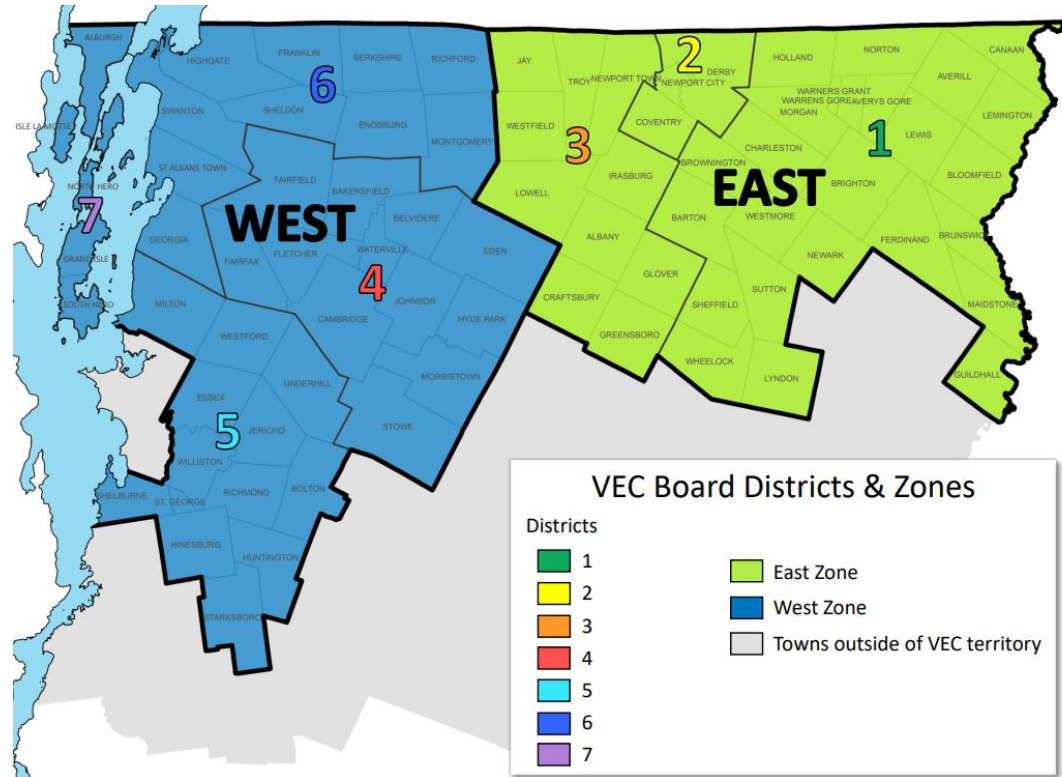 ALBURGH
HIGHGATE
FRANKLIN
BERKSHIRE
RICHFORD
6
SWANTON
SHELDON
ENOSBURG
MONTGOMERY
ISLE LA MOTTE
ST ALBANS TOWN
FAIRFIELD
BAKERSFIELD
NORTH HERO
7
WEST
BELVIDERE
GEORGIA
FAIRFAX
FLETCHER
WATERVILLE
EDEN
GRAND ISLE
4
SOUTH HERO
MILTON
JOHNSON
CAMBRIDGE
HYDE PARK
WESTFORD
UNDERHILL
MORRISTOWN
ESSEX
STOWE
5
JERICHO
WILLISTON
SHELBURNE
ST. GEORGE
RICHMOND
BOLTON
HINESBURG
HUNTINGTON
STARKSBORO
JAY
TROY
NEWPORT TOWN
2
DERBY
NEWPORT CITY
HOLLAND
NORTON
CANAAN
AVERILL
WARNERS GRANT
WARRENS GORE
AVERYS GORE
MORGAN
LEMINGTON
WESTFIELD
3
COVENTRY
1
LEWIS
CHARLESTON
BROWNINGTON
LOWELL
IRASBURG
EAST
BRIGHTON
BLOOMFIELD
BARTON
WESTMORE
ALBANY
FERDINAND
BRUNSWICK
NEWARK
GLOVER
SUTTON
CRAFTSBURY
SHEFFIELD
MAIDSTONE
GREENSBORO
WHEELOCK
LYNDON
GUILDHALL
VEC Board Districts & Zones
Districts
1
2
3
4
5
6
7
East Zone
West Zone
Towns outside of VEC territory